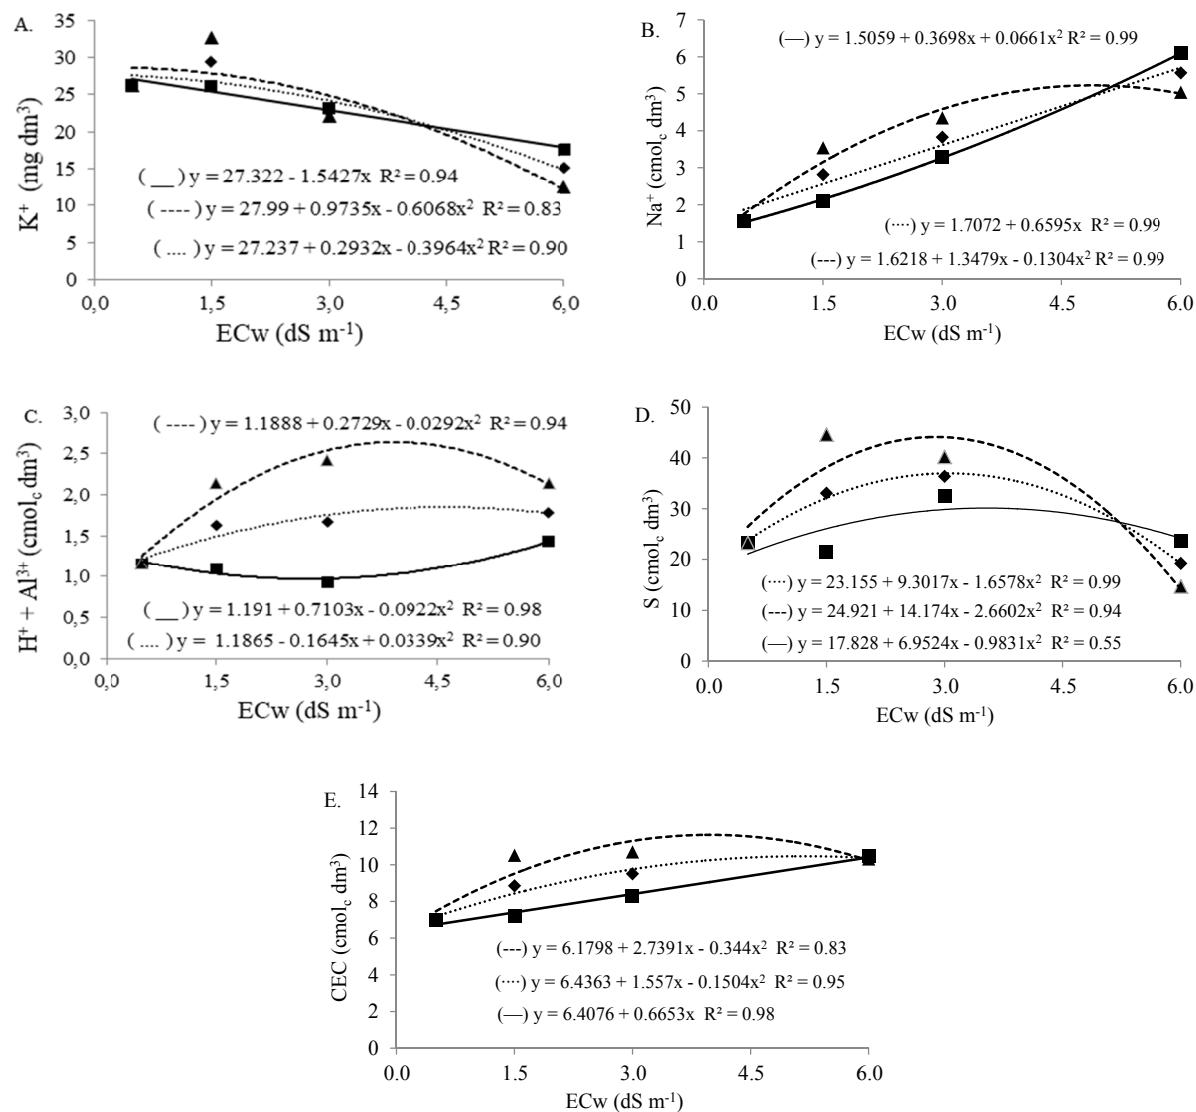 A.
35
30
25
20
15
10
5
0
K⁺ (mg dm³)
( __ ) y = 27.322 - 1.5427x R² = 0.94
( ---- ) y = 27.99 + 0.9735x - 0.6068x² R² = 0.83
( .... ) y = 27.237 + 0.2932x - 0.3964x² R² = 0.90
0,0 1,5 3,0 4,5 6,0
ECw (dS m⁻¹)
B.
7
6
5
4
3
2
1
0
Na⁺ (cmol꜀ dm³)
(—) y = 1.5059 + 0.3698x + 0.0661x² R² = 0.99
(····) y = 1.7072 + 0.6595x R² = 0.99
(---) y = 1.6218 + 1.3479x - 0.1304x² R² = 0.99
0.0 1.5 3.0 4.5 6.0
ECw (dS m⁻¹)
C.
3,0
2,5
2,0
1,5
1,0
0,5
0,0
H⁺ + Al³⁺ (cmol꜀ dm³)
( ---- ) y = 1.1888 + 0.2729x - 0.0292x² R² = 0.94
( __ ) y = 1.191 + 0.7103x - 0.0922x² R² = 0.98
( .... ) y = 1.1865 - 0.1645x + 0.0339x² R² = 0.90
0,0 1,5 3,0 4,5 6,0
ECw (dS m⁻¹)
D.
50
40
30
20
10
0
S (cmol꜀ dm³)
(····) y = 23.155 + 9.3017x - 1.6578x² R² = 0.99
(---) y = 24.921 + 14.174x - 2.6602x² R² = 0.94
(—) y = 17.828 + 6.9524x - 0.9831x² R² = 0.55
0.0 1.5 3.0 4.5 6.0
ECw (dS m⁻¹)
E.
14
12
10
8
6
4
2
0
CEC (cmol꜀ dm³)
(---) y = 6.1798 + 2.7391x - 0.344x² R² = 0.83
(····) y = 6.4363 + 1.557x - 0.1504x² R² = 0.95
(—) y = 6.4076 + 0.6653x R² = 0.98
0.0 1.5 3.0 4.5 6.0
ECw (dS m⁻¹)